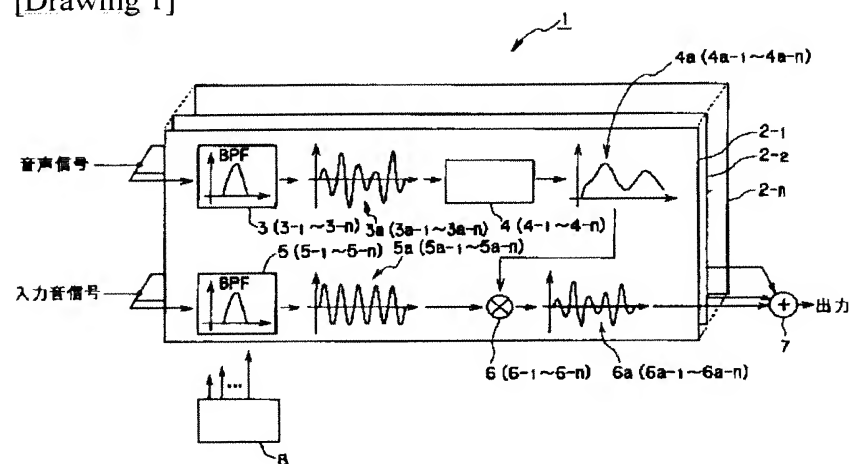 [Drawing 1]
1
4a (4a-1~4a-n)
2-1
2-2
2-n
音声信号
BPF
3 (3-1~3-n)
3a (3a-1~3a-n)
4 (4-1~4-n)
5 (5-1~5-n)
5a (5a-1~5a-n)
入力音信号
BPF
出力
7
6 (6-1~6-n)
6a (6a-1~6a-n)
...
8